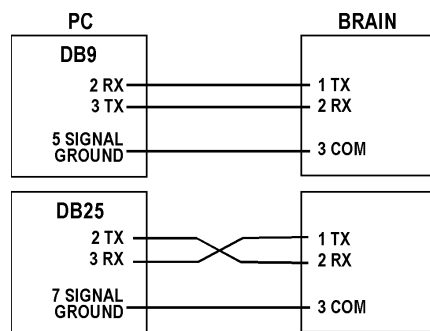 PC
BRAIN
DB9
2 RX
1 TX
3 TX
2 RX
5 SIGNAL
GROUND
3 COM
DB25
2 TX
1 TX
3 RX
2 RX
7 SIGNAL
GROUND
3 COM